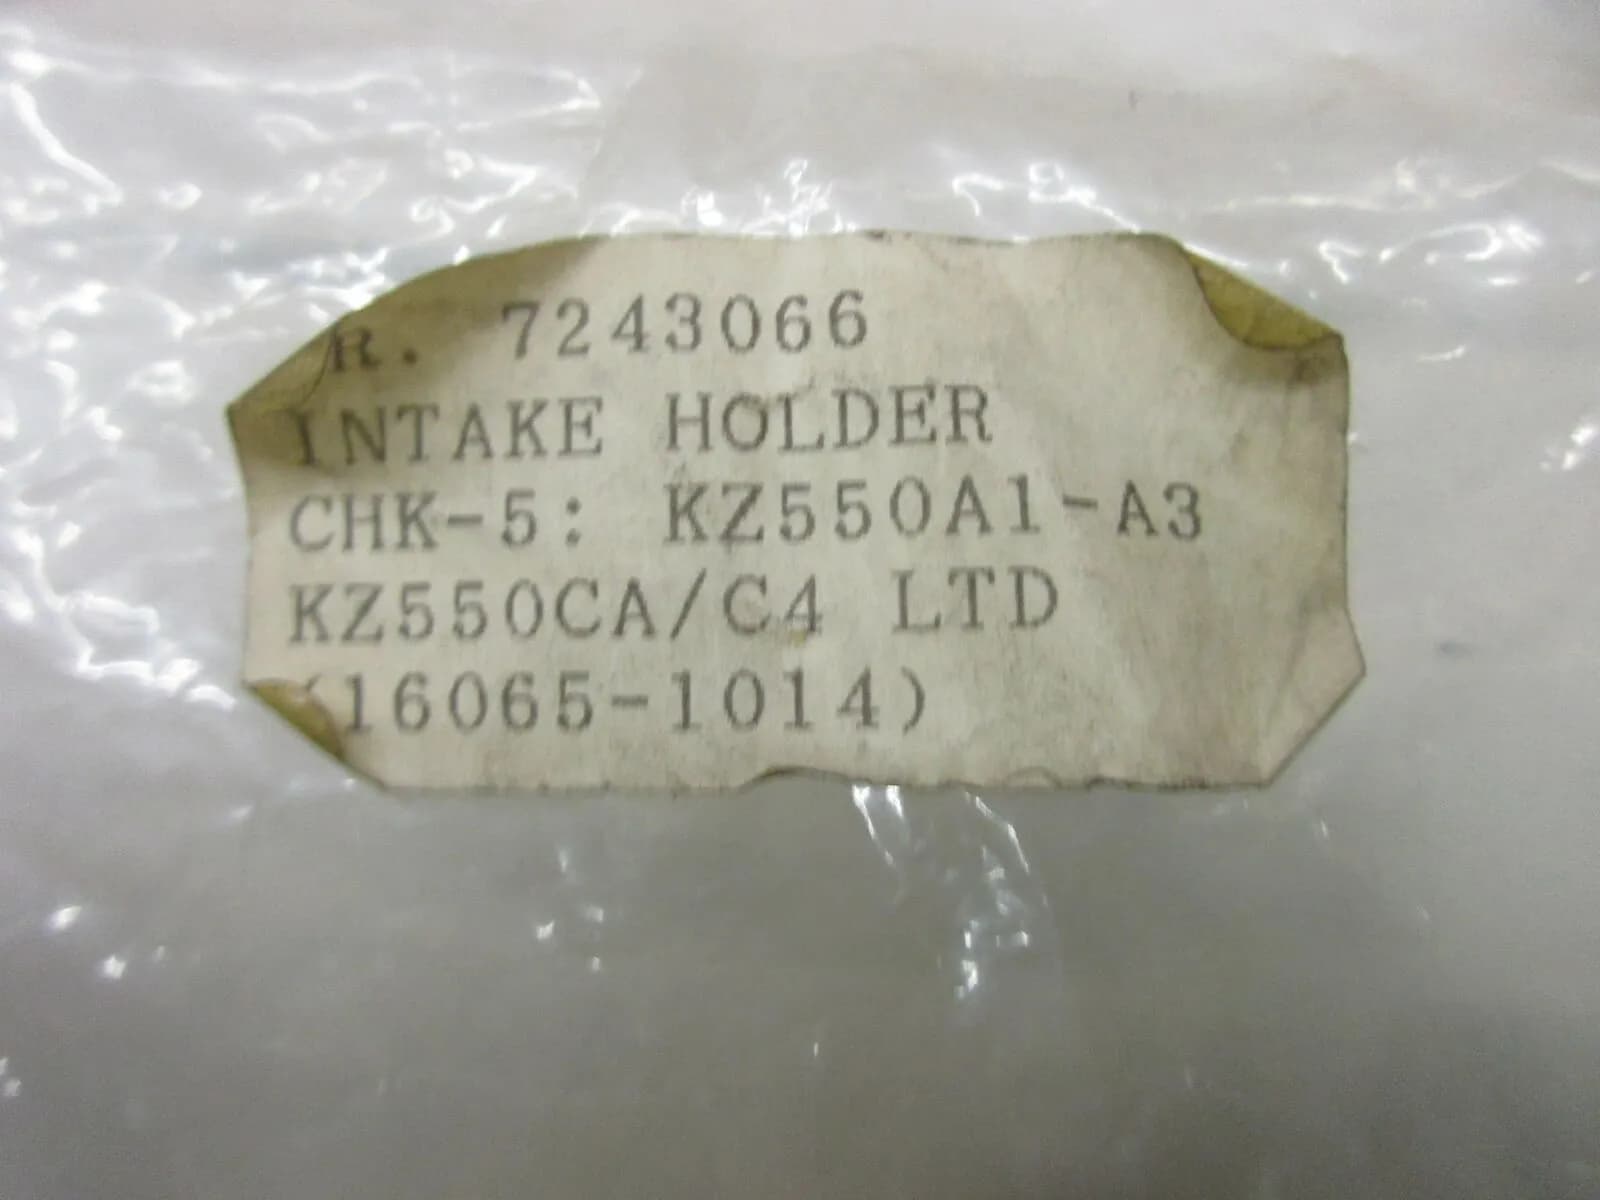 R. 7243066
INTAKE HOLDER
CHK-5: KZ550A1-A3
KZ550CA/C4 LTD
(16065-1014)